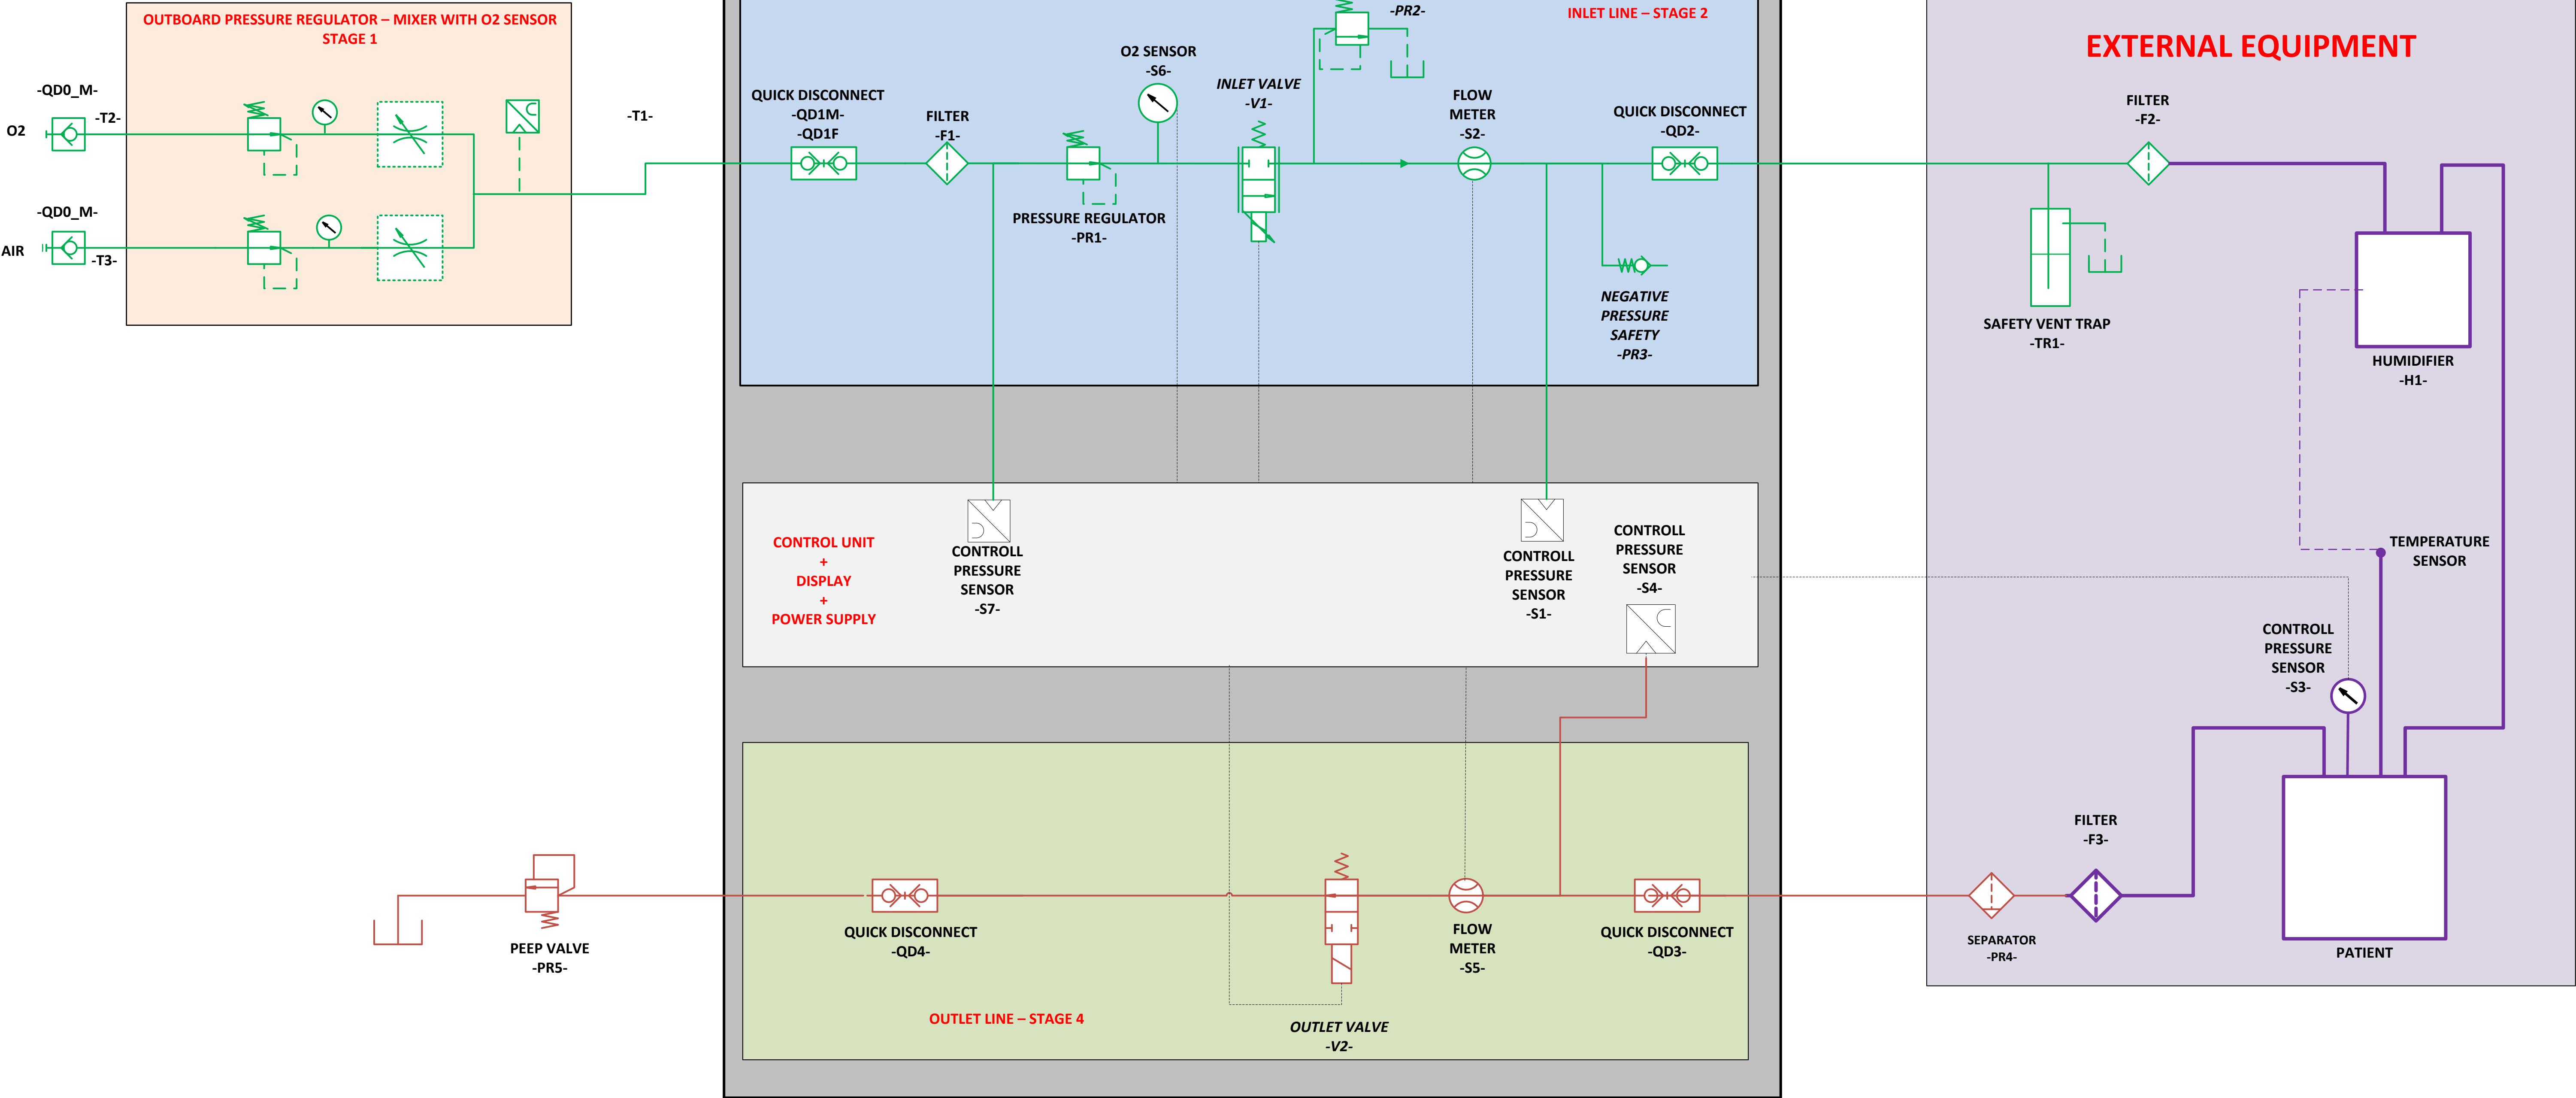 OUTBOARD PRESSURE REGULATOR – MIXER WITH O2 SENSOR
STAGE 1
-QD0_M-
-T2-
O2
-QD0_M-
-T3-
AIR
-T1-
INLET LINE – STAGE 2
-PR2-
QUICK DISCONNECT
-QD1M-
-QD1F
FILTER
-F1-
O2 SENSOR
-S6-
INLET VALVE
-V1-
PRESSURE REGULATOR
-PR1-
FLOW
METER
-S2-
QUICK DISCONNECT
-QD2-
NEGATIVE
PRESSURE
SAFETY
-PR3-
EXTERNAL EQUIPMENT
FILTER
-F2-
SAFETY VENT TRAP
-TR1-
HUMIDIFIER
-H1-
CONTROL UNIT
+
DISPLAY
+
POWER SUPPLY
CONTROLL
PRESSURE
SENSOR
-S7-
CONTROLL
PRESSURE
SENSOR
-S1-
CONTROLL
PRESSURE
SENSOR
-S4-
TEMPERATURE
SENSOR
CONTROLL
PRESSURE
SENSOR
-S3-
FILTER
-F3-
SEPARATOR
-PR4-
PATIENT
PEEP VALVE
-PR5-
QUICK DISCONNECT
-QD4-
FLOW
METER
-S5-
QUICK DISCONNECT
-QD3-
OUTLET LINE – STAGE 4
OUTLET VALVE
-V2-